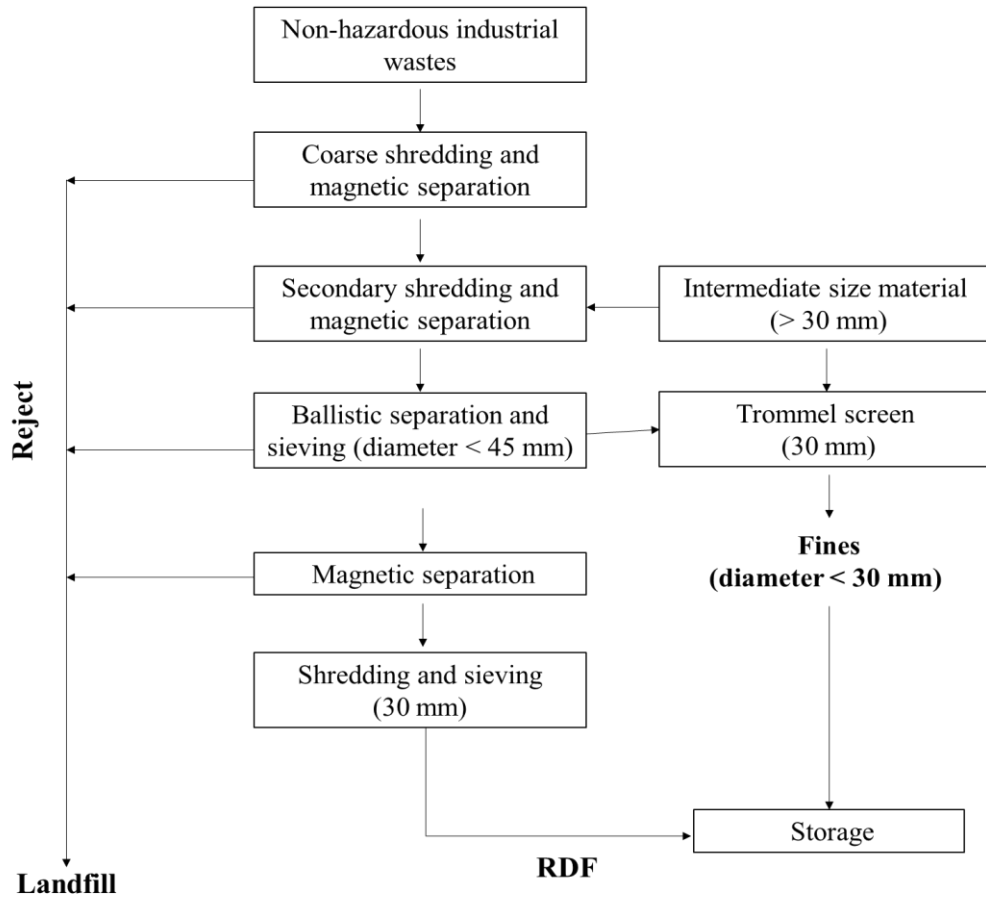 Non-hazardous industrial
wastes
Coarse shredding and
magnetic separation
Secondary shredding and
magnetic separation
Intermediate size material
(> 30 mm)
Reject
Ballistic separation and
sieving (diameter < 45 mm)
Trommel screen
(30 mm)
Fines
(diameter < 30 mm)
Magnetic separation
Shredding and sieving
(30 mm)
Storage
RDF
Landfill